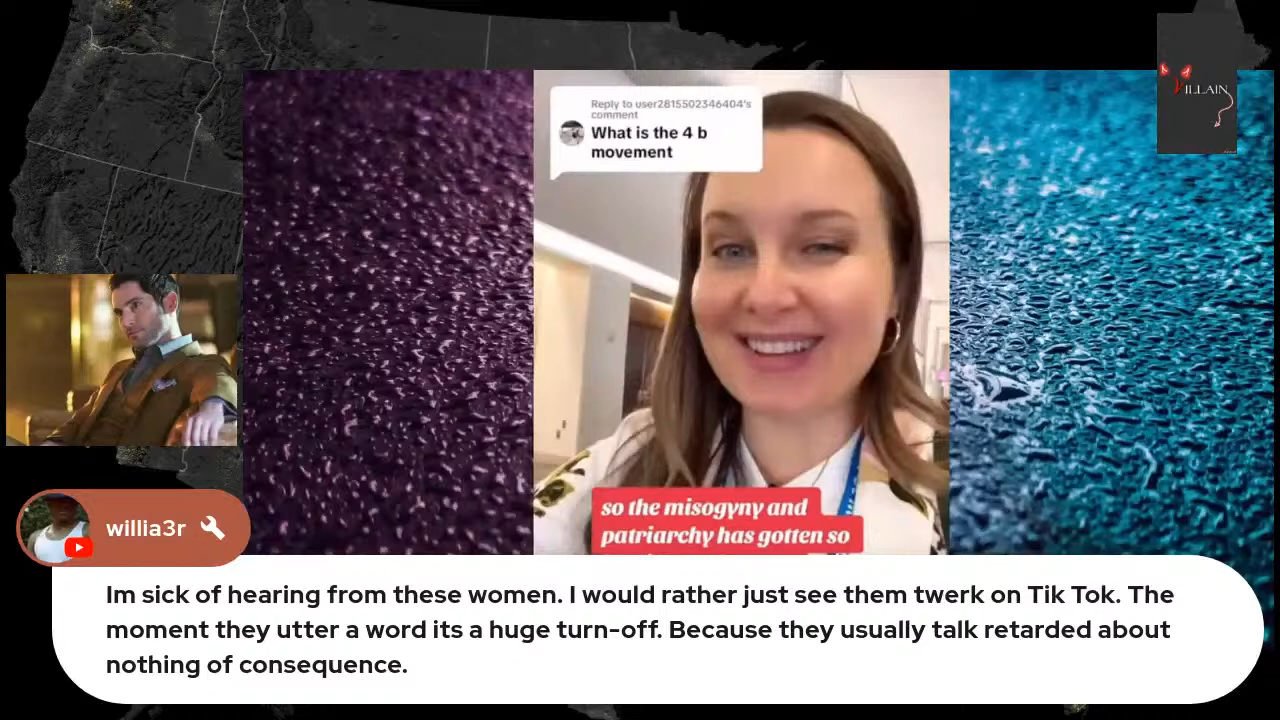 VILLAIN
Reply to user2815502346404's
comment
What is the 4 b
movement
so the misogyny and
patriarchy has gotten so
willia3r
Im sick of hearing from these women. I would rather just see them twerk on Tik Tok. The
moment they utter a word its a huge turn-off. Because they usually talk retarded about
nothing of consequence.